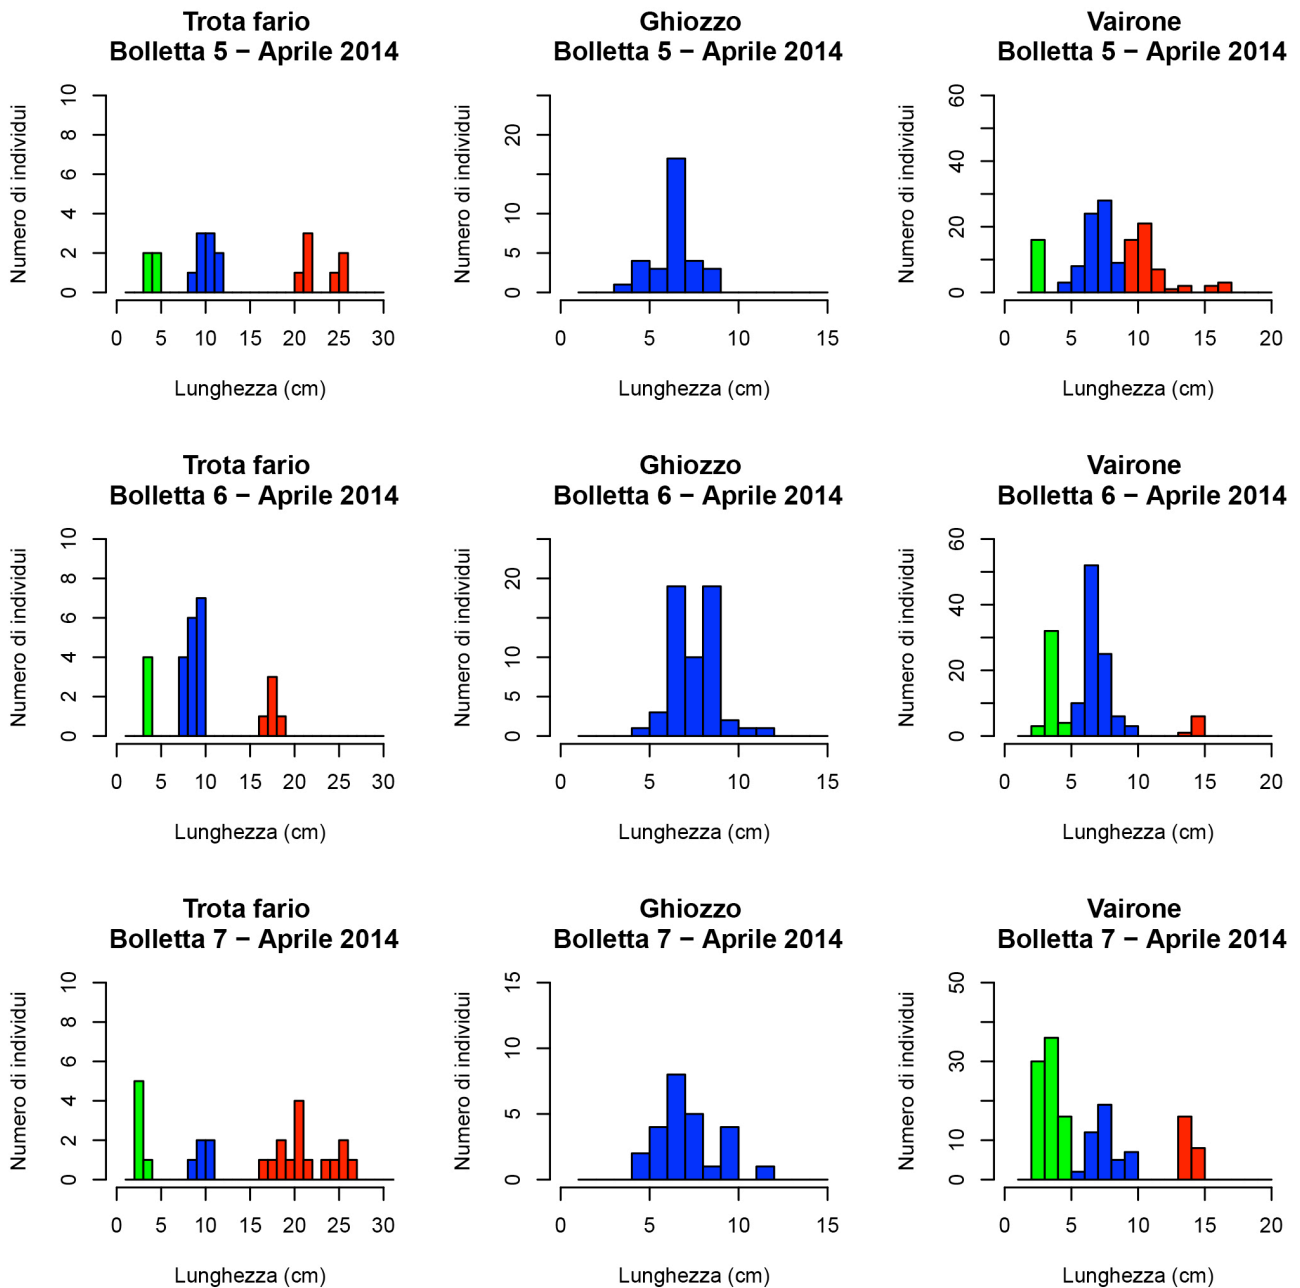 Trota fario
Bolletta 5 − Aprile 2014
Numero di individui
10
8
6
4
2
0
0 5 10 15 20 25 30
Lunghezza (cm)
Ghiozzo
Bolletta 5 − Aprile 2014
Numero di individui
20
10
5
0
0 5 10 15
Lunghezza (cm)
Vairone
Bolletta 5 − Aprile 2014
Numero di individui
60
40
20
0
0 5 10 15 20
Lunghezza (cm)
Trota fario
Bolletta 6 − Aprile 2014
Numero di individui
10
8
6
4
2
0
0 5 10 15 20 25 30
Lunghezza (cm)
Ghiozzo
Bolletta 6 − Aprile 2014
Numero di individui
20
10
5
0
0 5 10 15
Lunghezza (cm)
Vairone
Bolletta 6 − Aprile 2014
Numero di individui
60
40
20
0
0 5 10 15 20
Lunghezza (cm)
Trota fario
Bolletta 7 − Aprile 2014
Numero di individui
10
8
6
4
2
0
0 5 10 15 20 25 30
Lunghezza (cm)
Ghiozzo
Bolletta 7 − Aprile 2014
Numero di individui
15
10
5
0
0 5 10 15
Lunghezza (cm)
Vairone
Bolletta 7 − Aprile 2014
Numero di individui
50
30
10
0
0 5 10 15 20
Lunghezza (cm)